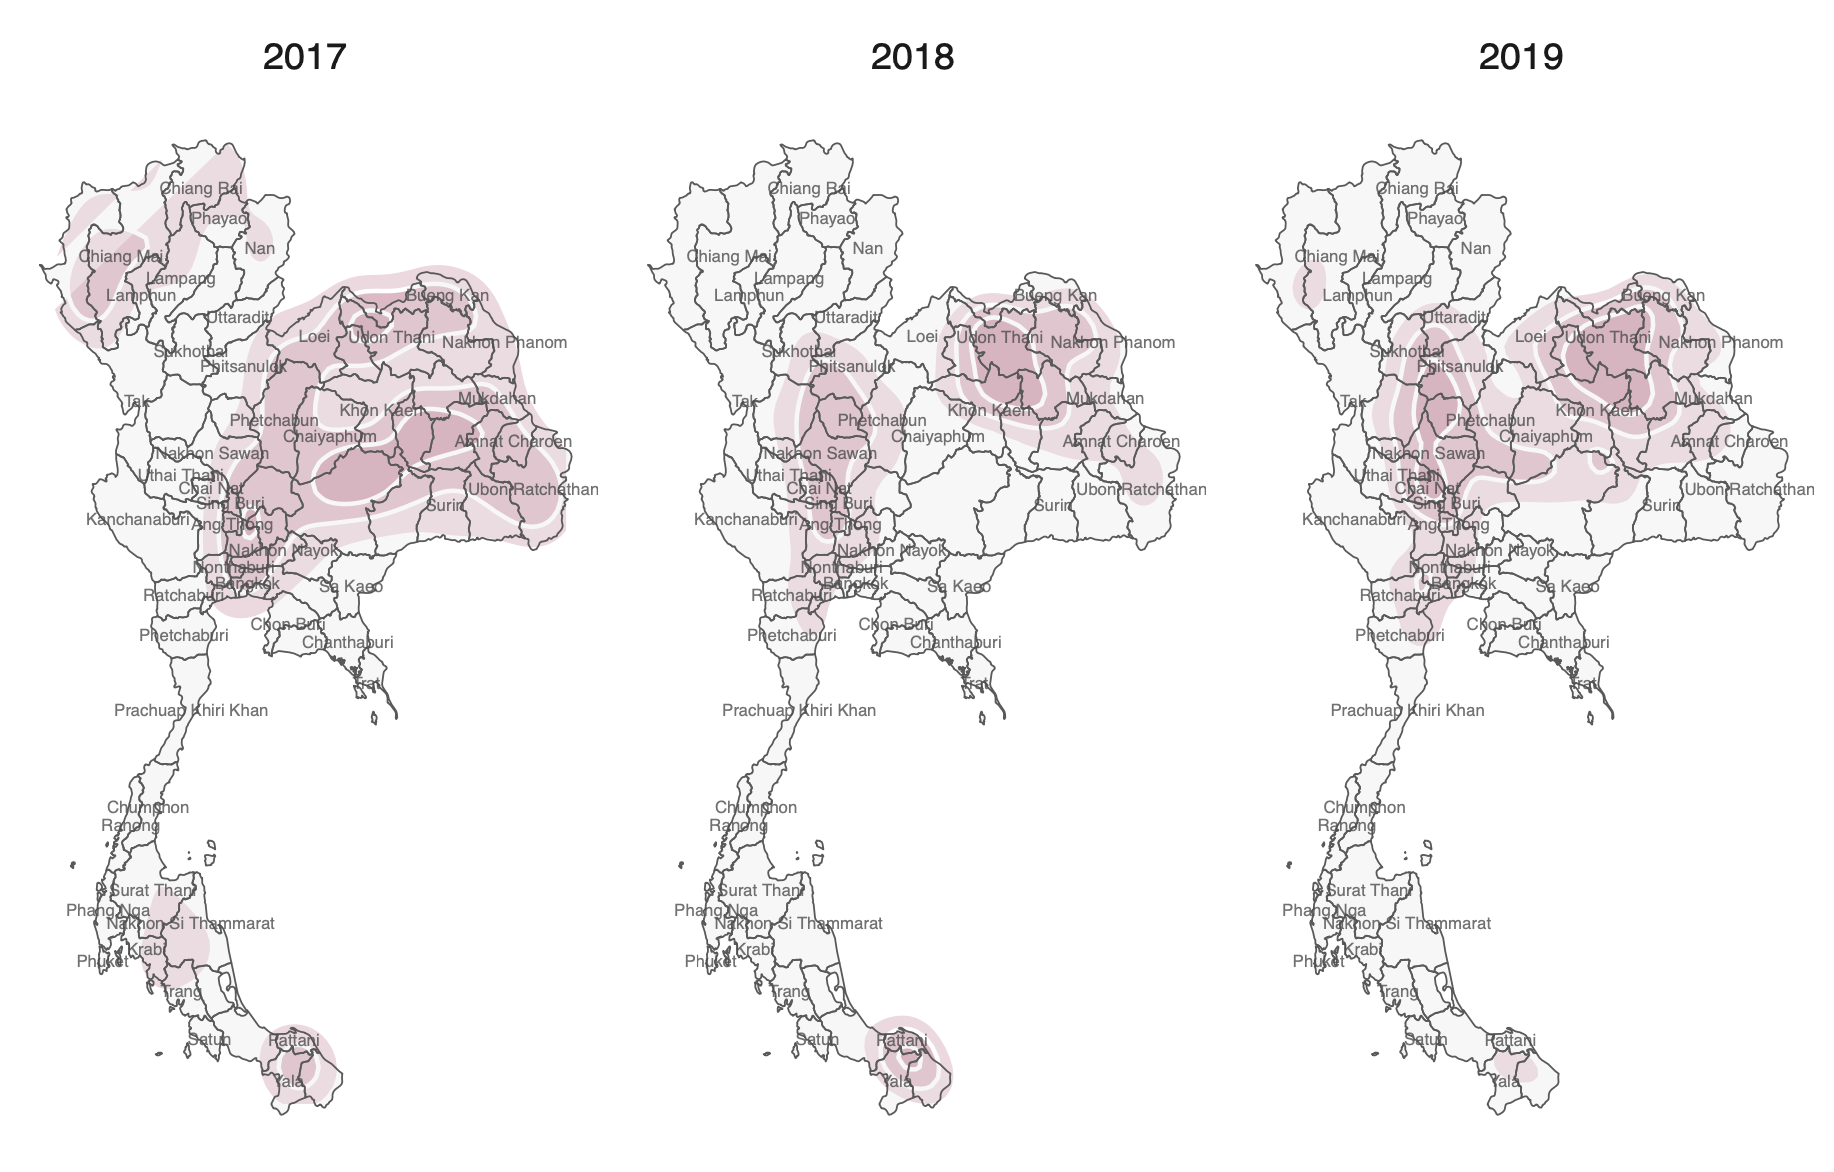 2017
Chiang Rai
Phayao
Nan
Chiang Mai
Lampang
Lamphun
Bueng Kan
Uttaradit
Loei
Udon Thani
Nakhon Phanom
Sukhothai
Phitsanulok
Tak
Mukdahan
Khon Kaen
Phetchabun
Chaiyaphum
Amnat Charoen
Nakhon Sawan
Uthai Thani
Chai Nat
Ubon Ratchathani
Sing Buri
Surin
Kanchanaburi
Ang Thong
Nakhon Nayok
Nonthaburi
Bangkok
Sa Kaeo
Ratchaburi
Chon Buri
Phetchaburi
Chanthaburi
Trat
Prachuap Khiri Khan
Chumphon
Ranong
Surat Thani
Phang Nga
Nakhon Si Thammarat
Krabi
Phuket
Trang
Satun
Pattani
Yala
2018
Chiang Rai
Phayao
Nan
Chiang Mai
Lampang
Lamphun
Bueng Kan
Uttaradit
Loei
Udon Thani
Nakhon Phanom
Sukhothai
Phitsanulok
Tak
Mukdahan
Khon Kaen
Phetchabun
Chaiyaphum
Amnat Charoen
Nakhon Sawan
Uthai Thani
Chai Nat
Ubon Ratchathani
Sing Buri
Surin
Kanchanaburi
Ang Thong
Nakhon Nayok
Nonthaburi
Bangkok
Sa Kaeo
Ratchaburi
Chon Buri
Phetchaburi
Chanthaburi
Trat
Prachuap Khiri Khan
Chumphon
Ranong
Surat Thani
Phang Nga
Nakhon Si Thammarat
Krabi
Phuket
Trang
Satun
Pattani
Yala
2019
Chiang Rai
Phayao
Nan
Chiang Mai
Lampang
Lamphun
Bueng Kan
Uttaradit
Loei
Udon Thani
Nakhon Phanom
Sukhothai
Phitsanulok
Tak
Mukdahan
Khon Kaen
Phetchabun
Chaiyaphum
Amnat Charoen
Nakhon Sawan
Uthai Thani
Chai Nat
Ubon Ratchathani
Sing Buri
Surin
Kanchanaburi
Ang Thong
Nakhon Nayok
Nonthaburi
Bangkok
Sa Kaeo
Ratchaburi
Chon Buri
Phetchaburi
Chanthaburi
Trat
Prachuap Khiri Khan
Chumphon
Ranong
Surat Thani
Phang Nga
Nakhon Si Thammarat
Krabi
Phuket
Trang
Satun
Pattani
Yala